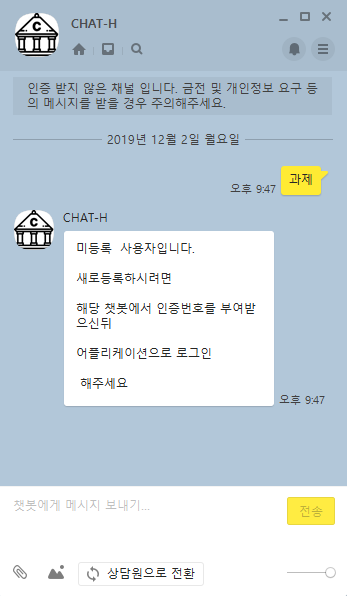 CHAT-H
인증 받지 않은 채널 입니다. 금전 및 개인정보 요구 등
의 메시지를 받을 경우 주의해주세요.
2019년 12월 2일 월요일
과제
오후 9:47
C
CHAT-H
미등록 사용자입니다.
새로등록하시려면
해당 챗봇에서 인증번호를 부여받
으신뒤
어플리케이션으로 로그인
해주세요
오후 9:47
챗봇에게 메시지 보내기...
전송
상담원으로 전환